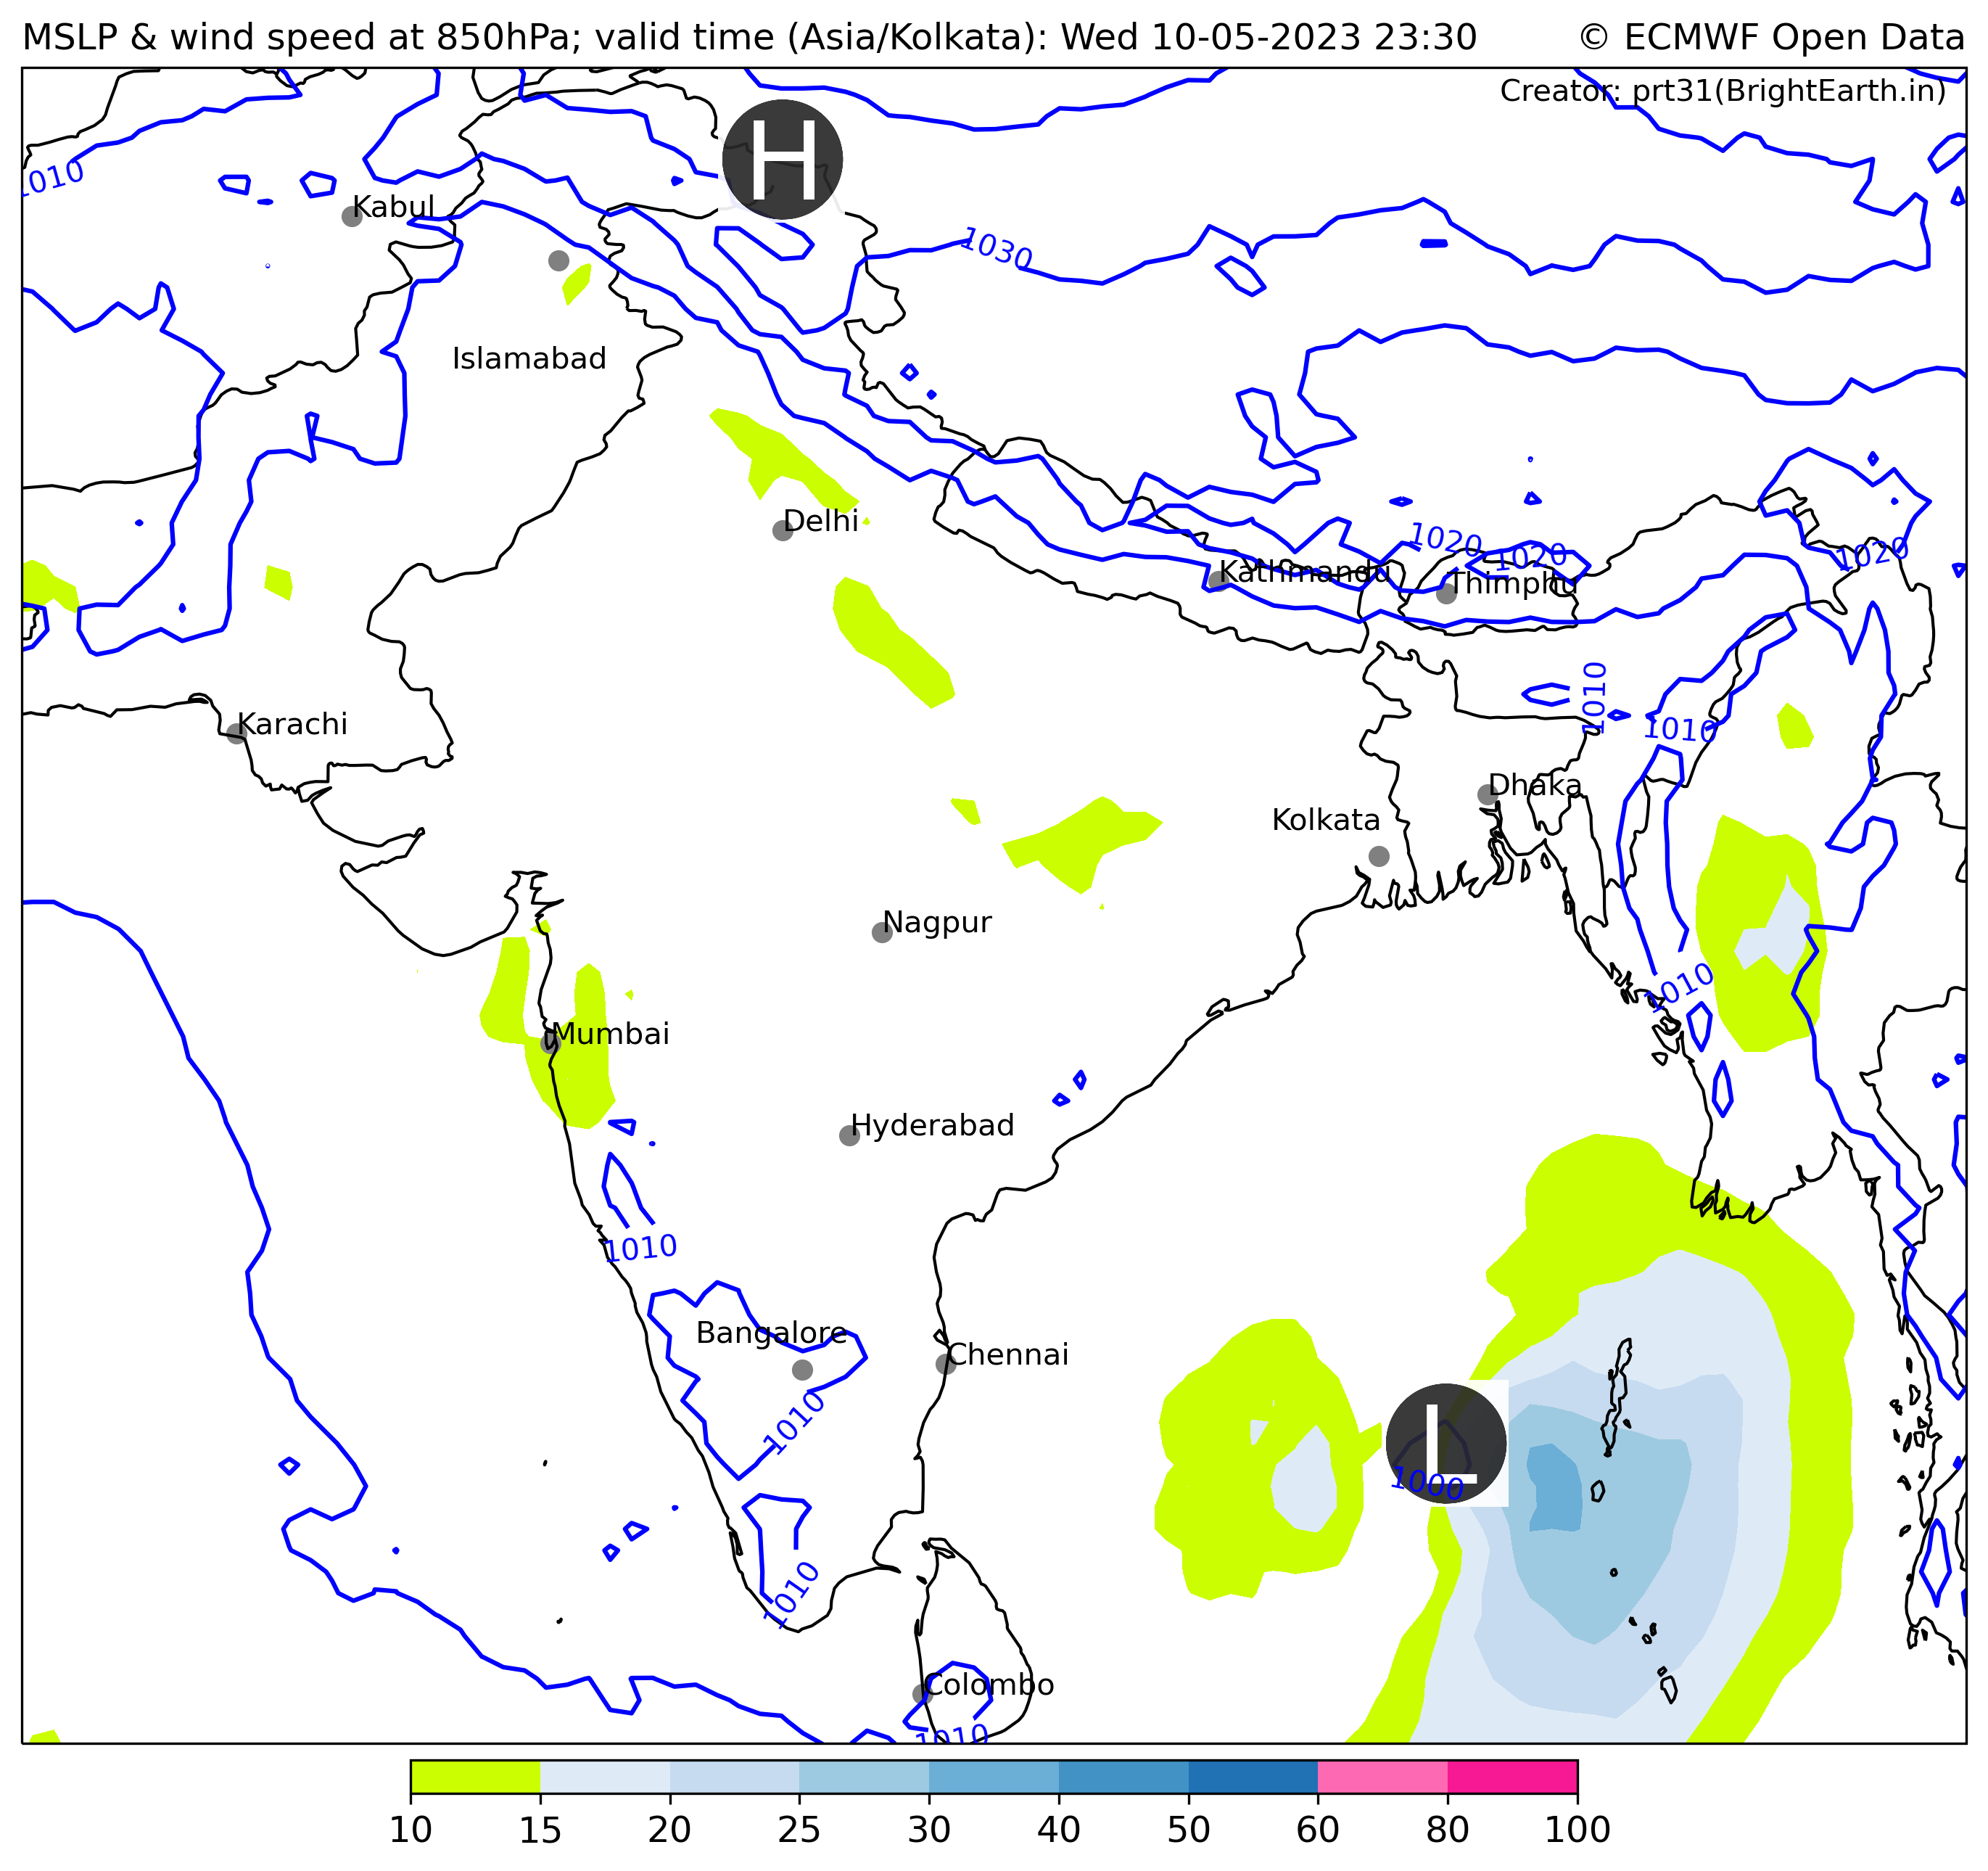 MSLP & wind speed at 850hPa; valid time (Asia/Kolkata): Wed 10-05-2023 23:30
© ECMWF Open Data
Creator: prt31(BrightEarth.in)
H
1010
Kabul
1030
Islamabad
Delhi
1020
1020
1020
Kathmandu
Thimphu
1010
1010
Karachi
Dhaka
Kolkata
Nagpur
1010
Mumbai
Hyderabad
1010
Bangalore
Chennai
1010
L
1000
1010
Colombo
1010
10 15 20 25 30 40 50 60 80 100